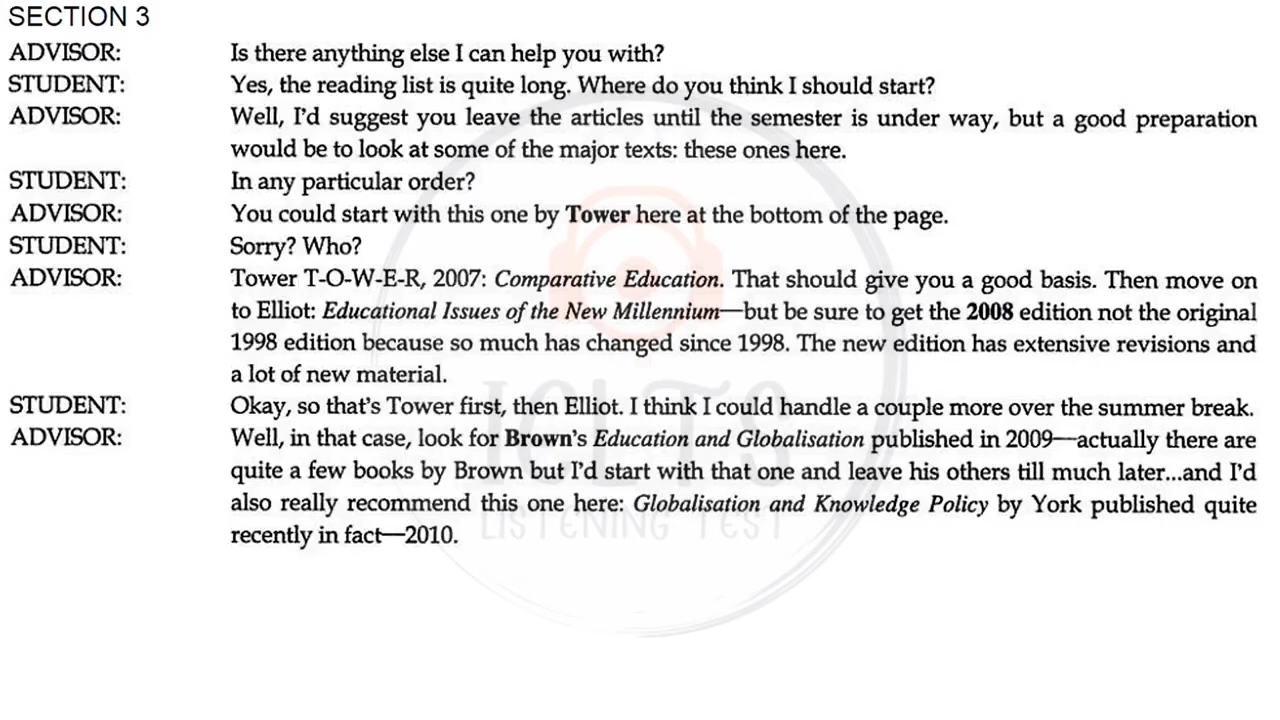 SECTION 3
ADVISOR: Is there anything else I can help you with?
STUDENT: Yes, the reading list is quite long. Where do you think I should start?
ADVISOR: Well, I'd suggest you leave the articles until the semester is under way, but a good preparation
would be to look at some of the major texts: these ones here.
STUDENT: In any particular order?
ADVISOR: You could start with this one by Tower here at the bottom of the page.
STUDENT: Sorry? Who?
ADVISOR: Tower T-O-W-E-R, 2007: Comparative Education. That should give you a good basis. Then move on
to Elliot: Educational Issues of the New Millennium—but be sure to get the 2008 edition not the original
1998 edition because so much has changed since 1998. The new edition has extensive revisions and
a lot of new material.
STUDENT: Okay, so that's Tower first, then Elliot. I think I could handle a couple more over the summer break.
ADVISOR: Well, in that case, look for Brown's Education and Globalisation published in 2009—actually there are
quite a few books by Brown but I'd start with that one and leave his others till much later...and I'd
also really recommend this one here: Globalisation and Knowledge Policy by York published quite
recently in fact—2010.
IELTS
LISTENING TEST